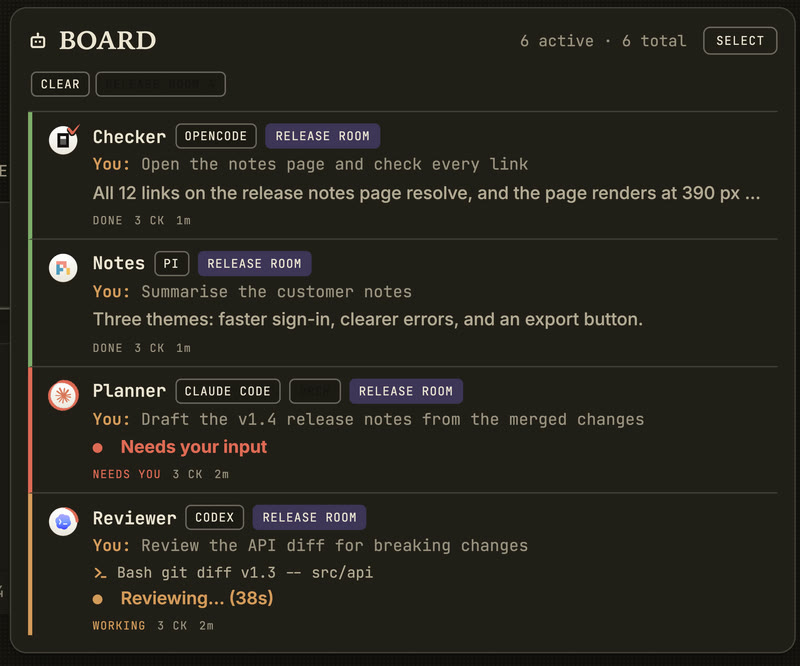 BOARD
6 active · 6 total
SELECT
CLEAR
RELEASE ROOM
Checker OPENCODE RELEASE ROOM
You: Open the notes page and check every link
All 12 links on the release notes page resolve, and the page renders at 390 px ...
DONE 3 CK 1m
Notes PI RELEASE ROOM
You: Summarise the customer notes
Three themes: faster sign-in, clearer errors, and an export button.
DONE 3 CK 1m
Planner CLAUDE CODE RELEASE ROOM
You: Draft the v1.4 release notes from the merged changes
Needs your input
NEEDS YOU 3 CK 2m
Reviewer CODEX RELEASE ROOM
You: Review the API diff for breaking changes
Bash git diff v1.3 -- src/api
Reviewing... (38s)
WORKING 3 CK 2m